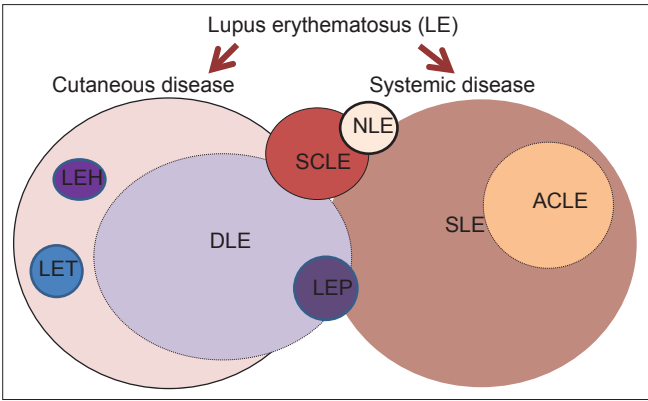 Lupus erythematosus (LE)
Cutaneous disease
Systemic disease
NLE
SCLE
LEH
ACLE
SLE
DLE
LET
LEP